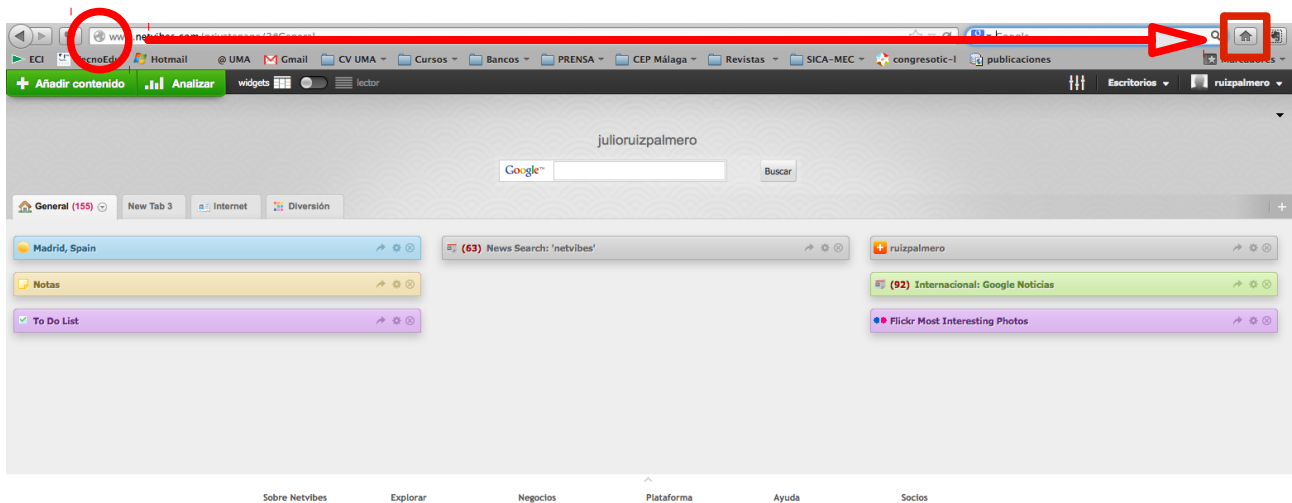 ECI Hotmail @ UMA Gmail CV UMA Cursos Bancos PRENSA CEP Málaga Revistas SICA-MEC congresotic-l publicaciones
Añadir contenido Analizar widgets lector Escritorios ruizpalmero
julioruizpalmero
Google™ Buscar
General (155) New Tab 3 Internet Diversión
Madrid, Spain (63) News Search: 'netvibes' ruizpalmero
Notas (92) Internacional: Google Noticias
To Do List Flickr Most Interesting Photos
Sobre Netvibes Explorar Negocios Plataforma Ayuda Socios